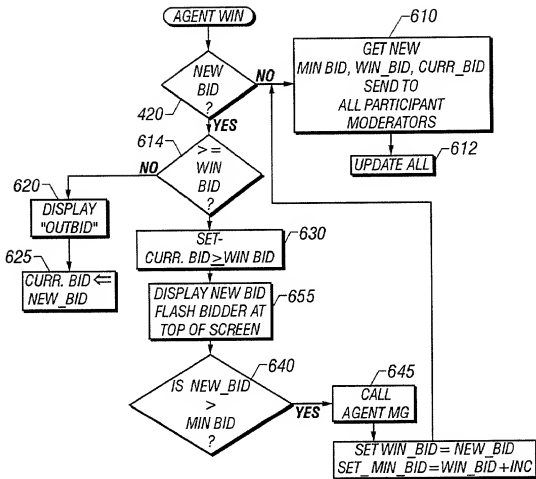 AGENT WIN
NEW
BID
?
420
NO
YES
610
GET NEW
MIN BID, WIN_BID, CURR_BID
SEND TO
ALL PARTICIPANT
MODERATORS
612
UPDATE ALL
614
>=
WIN
BID
?
NO
620
DISPLAY
"OUTBID"
625
CURR. BID ⇐
NEW_BID
630
SET-
CURR. BID ≥ WIN BID
655
DISPLAY NEW BID
FLASH BIDDER AT
TOP OF SCREEN
640
IS NEW_BID
>
MIN BID
?
YES
645
CALL
AGENT MG
SET WIN_BID = NEW_BID
SET_MIN_BID=WIN_BID+INC